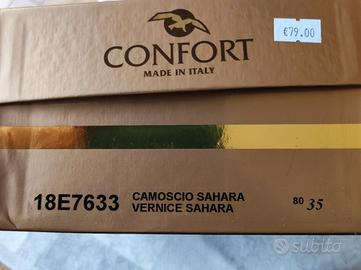 €79.00
CONFORT
MADE IN ITALY
18E7633 CAMOSCIO SAHARA 80 35
VERNICE SAHARA
subito